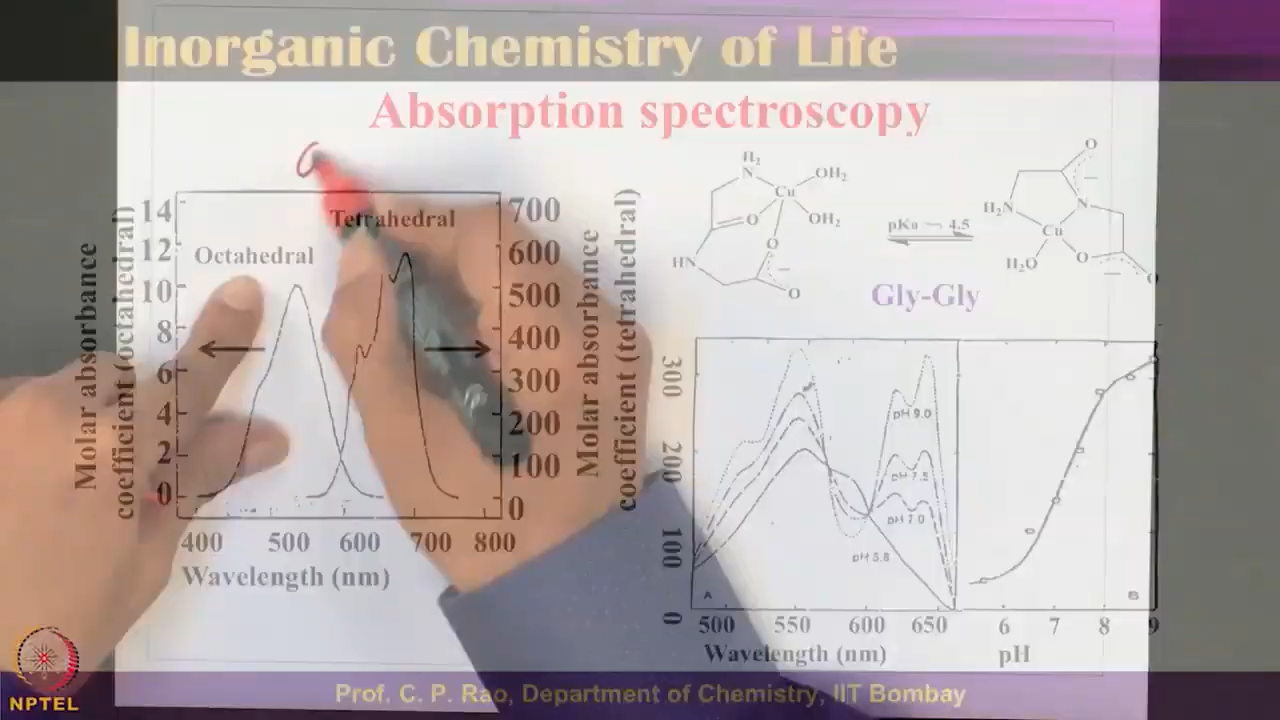 Inorganic Chemistry of Life
Absorption spectroscopy
Molar absorbance
coefficient (octahedral)
14
12
10
8
6
4
2
0
Octahedral
Tetrahedral
700
600
500
400
300
200
100
0
Molar absorbance
coefficient (tetrahedral)
400 500 600 700 800
Wavelength (nm)
H2
N
Cu
OH2
OH2
O
O
HN
O
pKa 4.5
O
H2N
N
Cu
H2O
O
O
Gly-Gly
300
200
100
0
pH 9.0
pH 7.5
pH 7.0
A
500 550 600 650
Wavelength (nm)
B
6 7 8 9
pH
NPTEL
Prof. C. P. Rao, Department of Chemistry, IIT Bombay